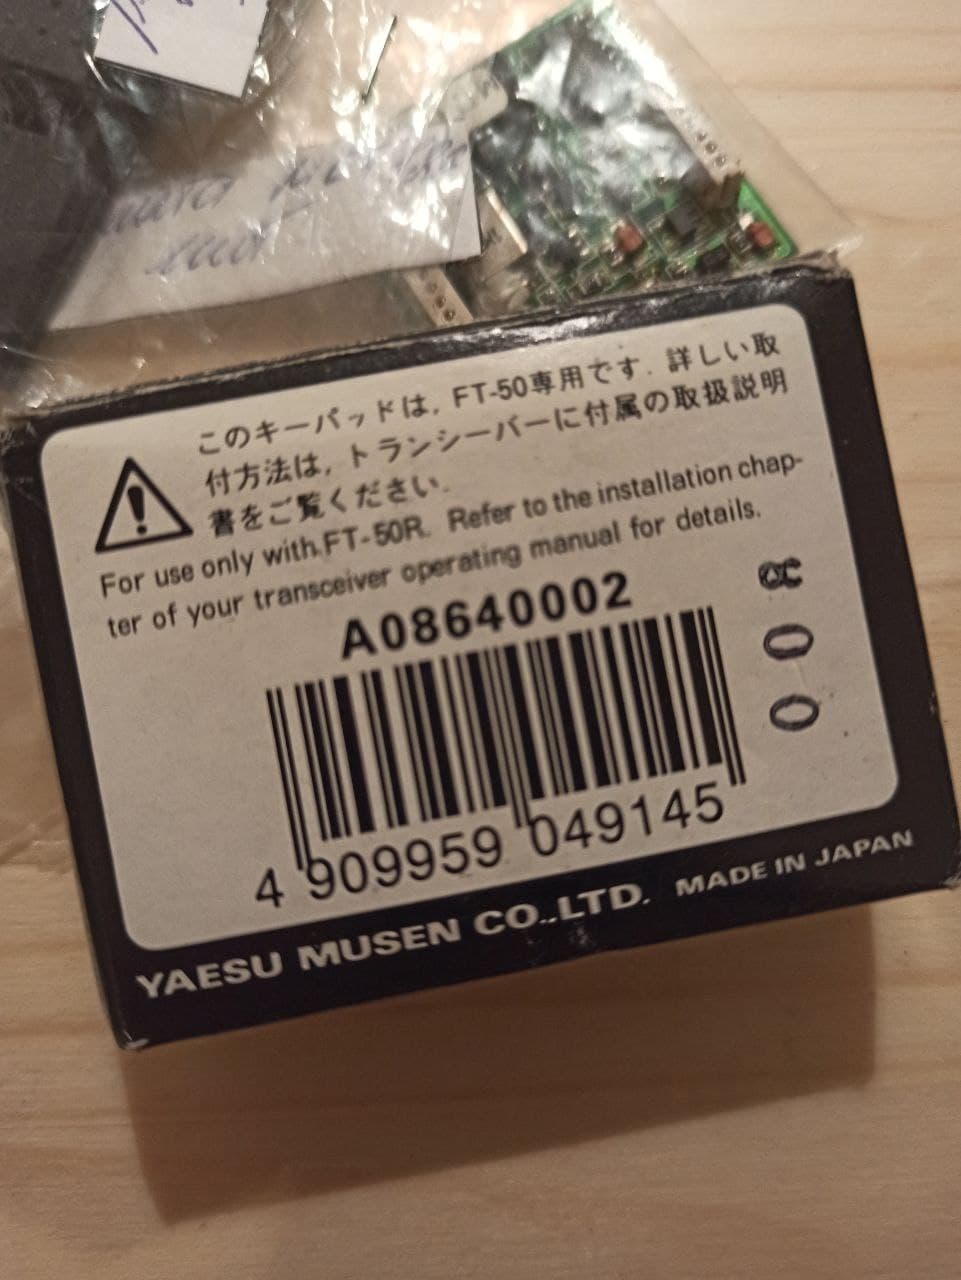 このキーパッドは, FT-50専用です. 詳しい取
付方法は, トランシーバーに付属の取扱説明
書をご覧ください.
For use only with FT-50R. Refer to the installation chap-
ter of your transceiver operating manual for details.
A08640002
4 909959 049145
YAESU MUSEN CO.,LTD. MADE IN JAPAN